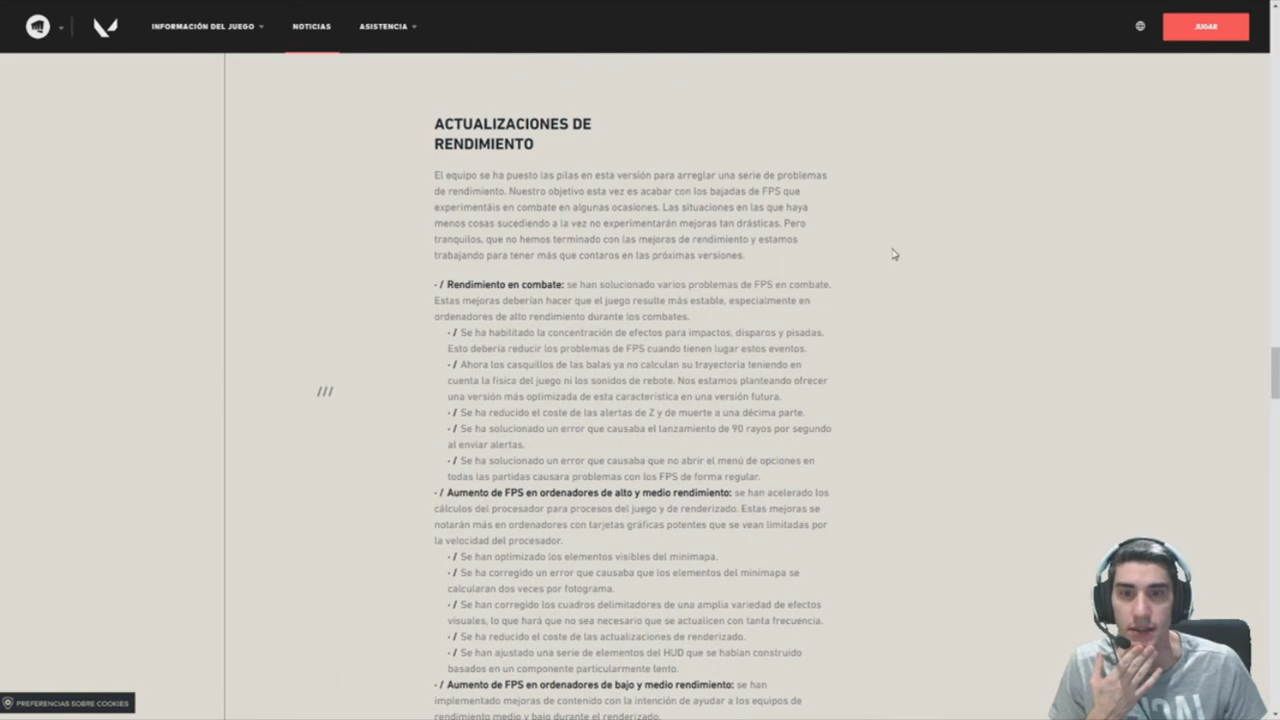 INFORMACIÓN DEL JUEGO
NOTICIAS
ASISTENCIA
JUGAR
ACTUALIZACIONES DE
RENDIMIENTO
El equipo se ha puesto las pilas en esta versión para arreglar una serie de problemas
de rendimiento. Nuestro objetivo esta vez es acabar con los bajadas de FPS que
experimentáis en combate en algunas ocasiones. Las situaciones en las que haya
menos cosas sucediendo a la vez no experimentarán mejoras tan drásticas. Pero
tranquilos, que no hemos terminado con las mejoras de rendimiento y estamos
trabajando para tener más que contaros en las próximas versiones.
· / Rendimiento en combate: se han solucionado varios problemas de FPS en combate.
Estas mejoras deberían hacer que el juego resulte más estable, especialmente en
ordenadores de alto rendimiento durante los combates.
· / Se ha habilitado la concentración de efectos para impactos, disparos y pisadas.
Esto debería reducir los problemas de FPS cuando tienen lugar estos eventos.
· / Ahora los casquillos de las balas ya no calculan su trayectoria teniendo en
cuenta la física del juego ni los sonidos de rebote. Nos estamos planteando ofrecer
una versión más optimizada de esta característica en una versión futura.
· / Se ha reducido el coste de las alertas de Z y de muerte a una décima parte.
· / Se ha solucionado un error que causaba el lanzamiento de 90 rayos por segundo
al enviar alertas.
· / Se ha solucionado un error que causaba que no abrir el menú de opciones en
todas las partidas causara problemas con los FPS de forma regular.
· / Aumento de FPS en ordenadores de alto y medio rendimiento: se han acelerado los
cálculos del procesador para procesos del juego y de renderizado. Estas mejoras se
notarán más en ordenadores con tarjetas gráficas potentes que se vean limitadas por
la velocidad del procesador.
· / Se han optimizado los elementos visibles del minimapa.
· / Se ha corregido un error que causaba que los elementos del minimapa se
calcularan dos veces por fotograma.
· / Se han corregido los cuadros delimitadores de una amplia variedad de efectos
visuales, lo que hará que no sea necesario que se actualicen con tanta frecuencia.
· / Se ha reducido el coste de las actualizaciones de renderizado.
· / Se han ajustado una serie de elementos del HUD que se habían construido
basados en un componente particularmente lento.
· / Aumento de FPS en ordenadores de bajo y medio rendimiento: se han
implementado mejoras de contenido con la intención de ayudar a los equipos de
rendimiento medio y bajo durante el renderizado.
///
PREFERENCIAS SOBRE COOKIES